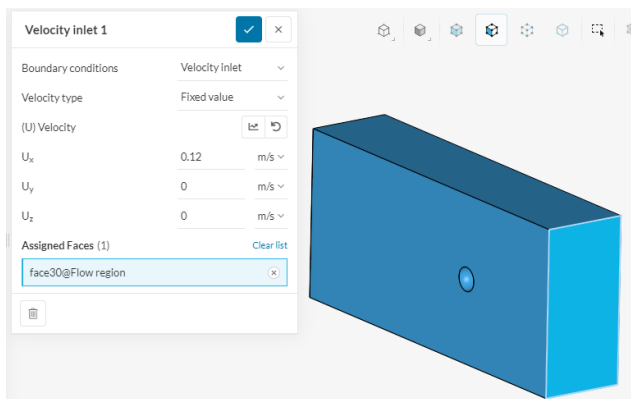 Velocity inlet 1
Boundary conditions Velocity inlet
Velocity type Fixed value
(U) Velocity
Ux 0.12 m/s
Uy 0 m/s
Uz 0 m/s
Assigned Faces (1) Clear list
face30@Flow region